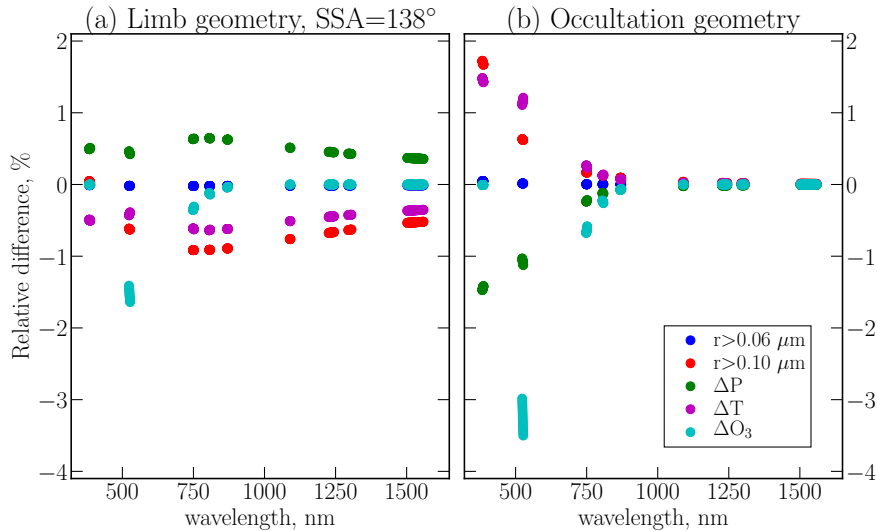 (a) Limb geometry, SSA=138°
(b) Occultation geometry
Relative difference, %
2
1
0
−1
−2
−3
−4
500
750
1000
1250
1500
wavelength, nm
2
1
0
−1
−2
−3
−4
500
750
1000
1250
1500
wavelength, nm
r>0.06 μm
r>0.10 μm
ΔP
ΔT
ΔO₃